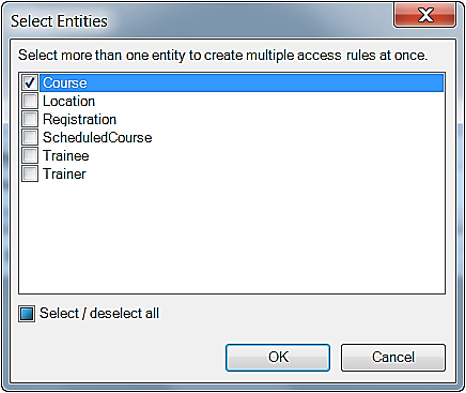 Select Entities
Select more than one entity to create multiple access rules at once.
Course
Location
Registration
ScheduledCourse
Trainee
Trainer
Select / deselect all
OK
Cancel